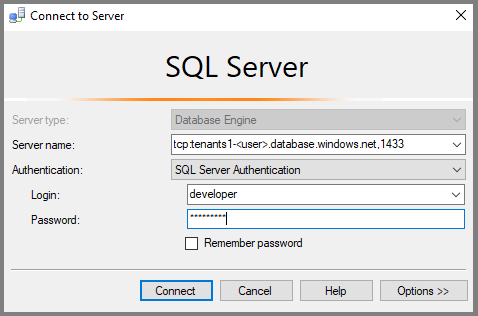 Connect to Server
SQL Server
Server type:
Database Engine
Server name:
tcp:tenants1-<user>.database.windows.net,1433
Authentication:
SQL Server Authentication
Login:
developer
Password:
*********
Remember password
Connect
Cancel
Help
Options >>